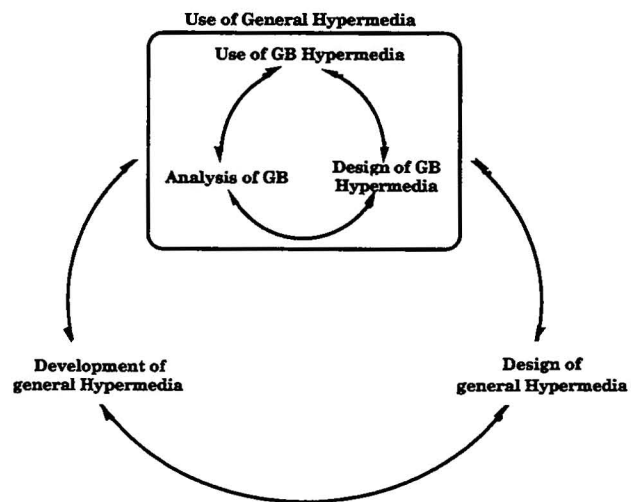 Use of General Hypermedia
Use of GB Hypermedia
Analysis of GB
Design of GB
Hypermedia
Development of
general Hypermedia
Design of
general Hypermedia